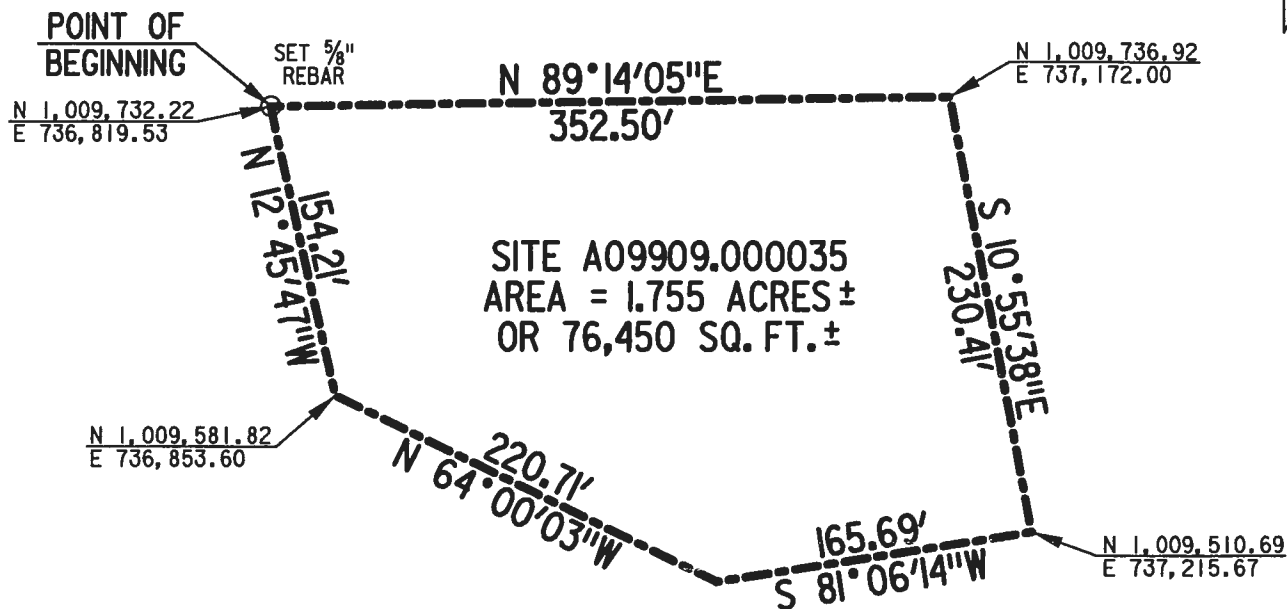 POINT OF
BEGINNING
SET 5/8"
REBAR
N 1,009,732.22
E 736,819.53
N 89°14'05"E
352.50'
N 1,009,736.92
E 737,172.00
154.21'
N 12°45'47"W
SITE A09909.000035
AREA = 1.755 ACRES±
OR 76,450 SQ. FT.±
S 10°55'38"E
230.41'
N 1,009,581.82
E 736,853.60
220.71'
N 64°00'03"W
165.69'
S 81°06'14"W
N 1,009,510.69
E 737,215.67